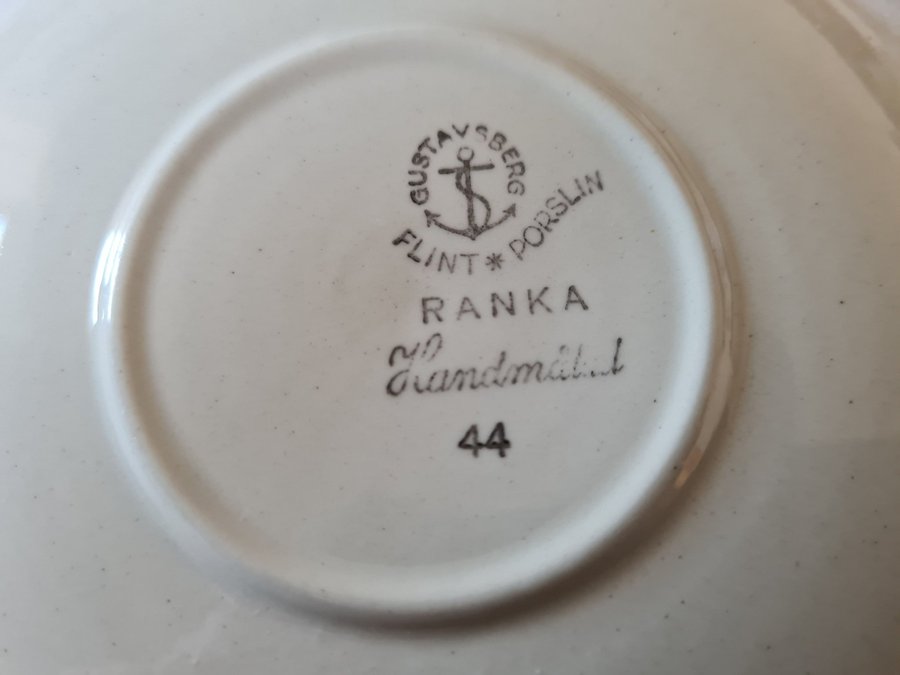 GUSTAVSBERG
FLINT * PORSLIN
RANKA
Handmålad
44